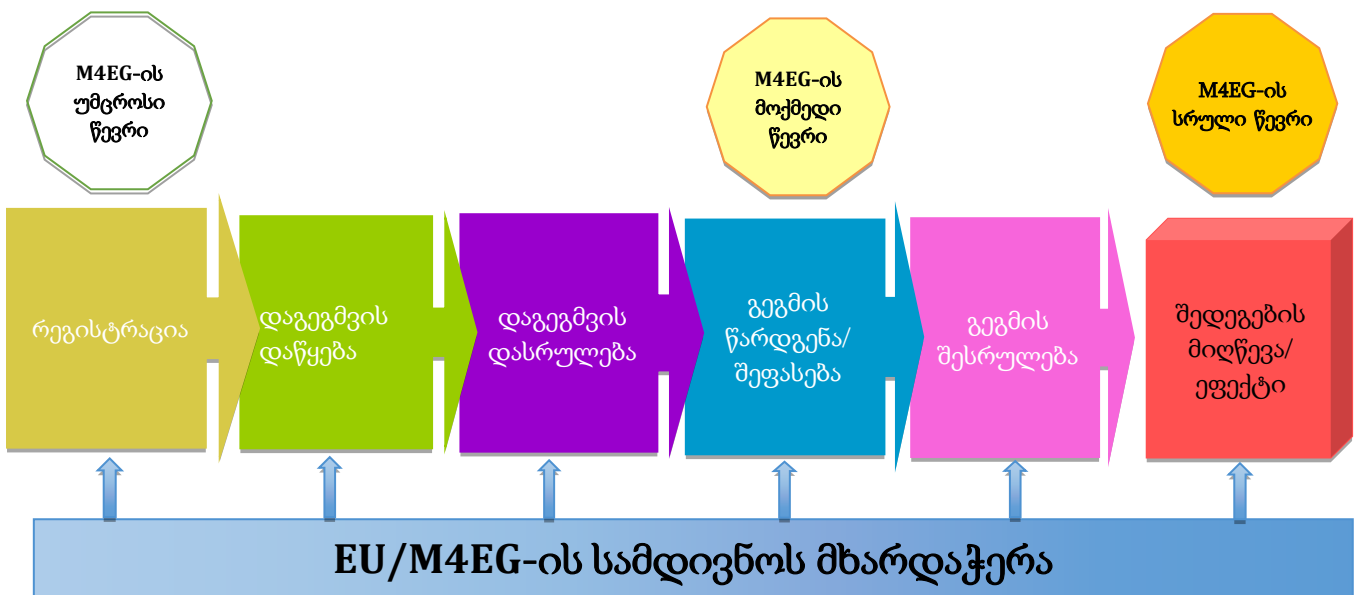 M4EG-ის
უმცროსი
წევრი
M4EG-ის
მოქმედი
წევრი
M4EG-ის
სრული წევრი
რეგისტრაცია
დაგეგმვის
დაწყება
დაგეგმვის
დასრულება
გეგმის
წარდგენა/
შეფასება
გეგმის
შესრულება
შედეგების
მიღწევა/
ეფექტი
EU/M4EG-ის სამდივნოს მხარდაჭერა